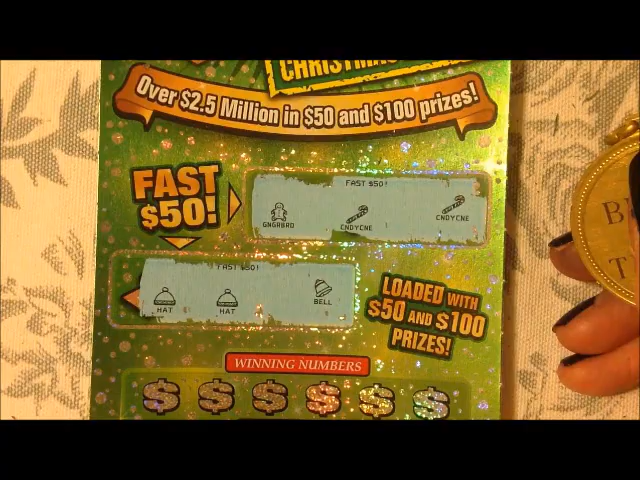 CHRISTMAS
Over $2.5 Million in $50 and $100 prizes!
FAST
$50!
FAST $50!
GNGRBRD
CNDYCNE
CNDYCNE
FAST $50!
HAT
HAT
BELL
LOADED WITH
$50 AND $100
PRIZES!
WINNING NUMBERS
$ $ $ $ $ $